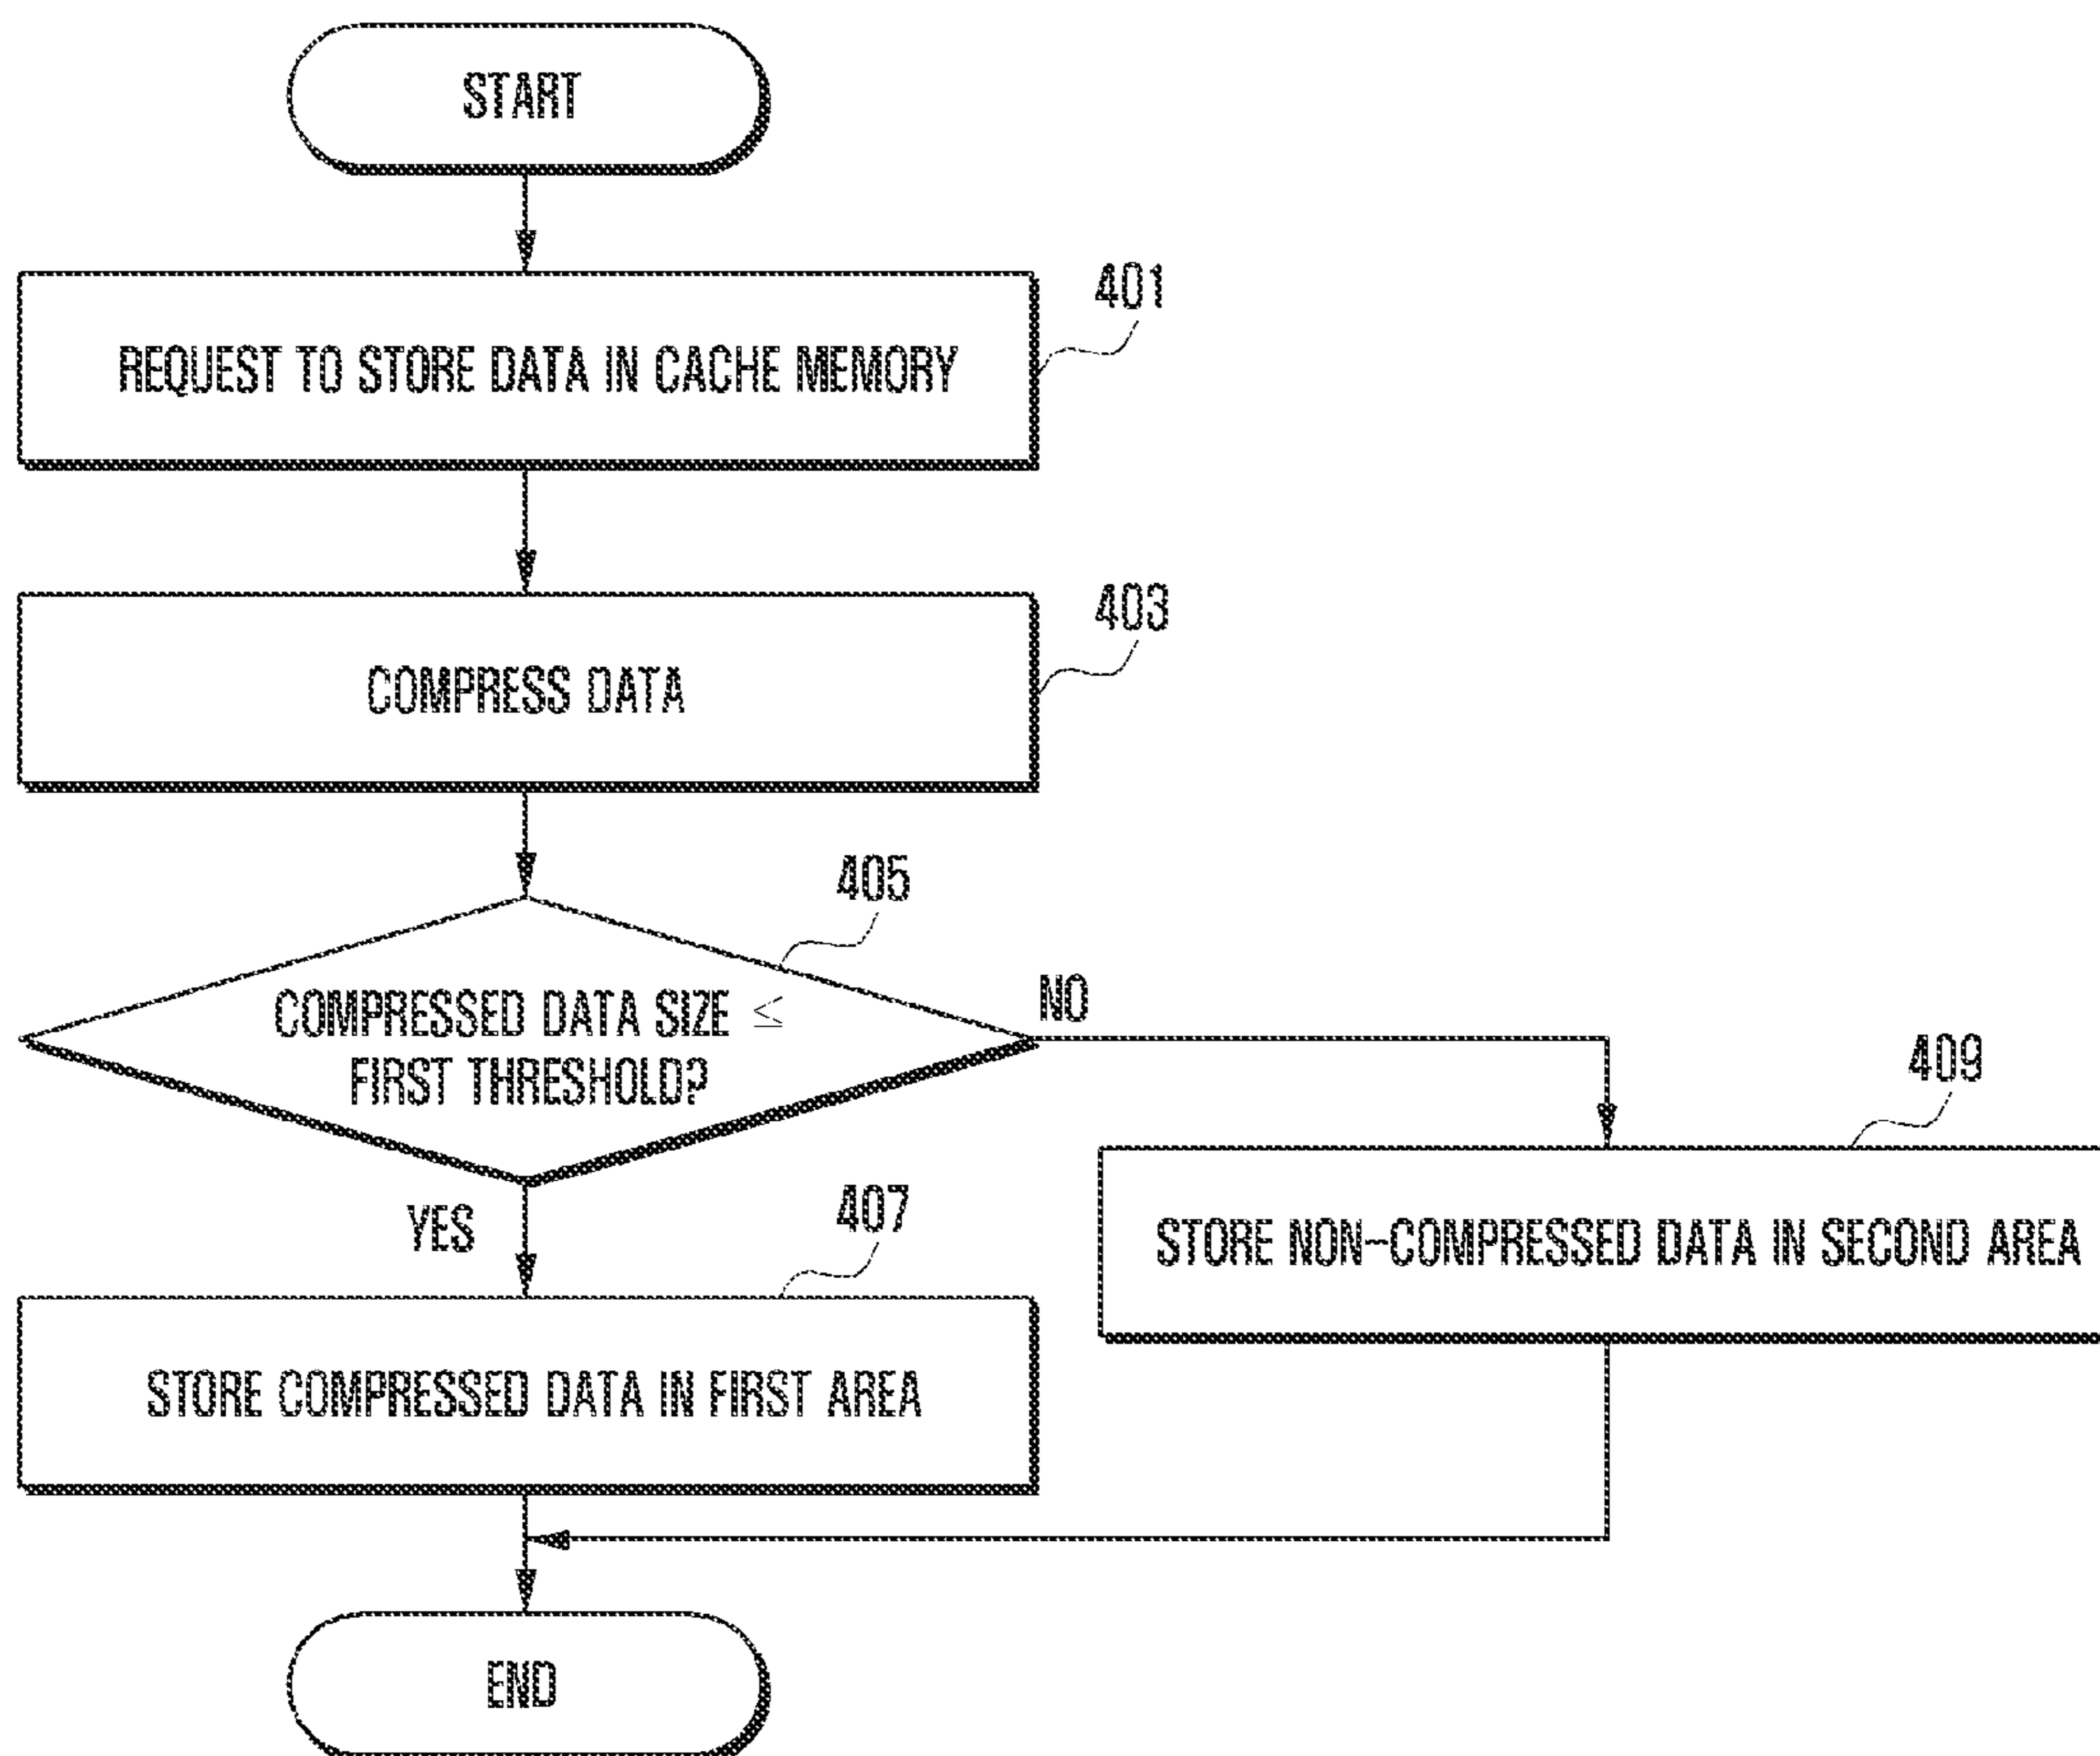 START
401
REQUEST TO STORE DATA IN CACHE MEMORY
403
COMPRESS DATA
405
COMPRESSED DATA SIZE ≤
FIRST THRESHOLD?
NO
409
STORE NON-COMPRESSED DATA IN SECOND AREA
YES
407
STORE COMPRESSED DATA IN FIRST AREA
END